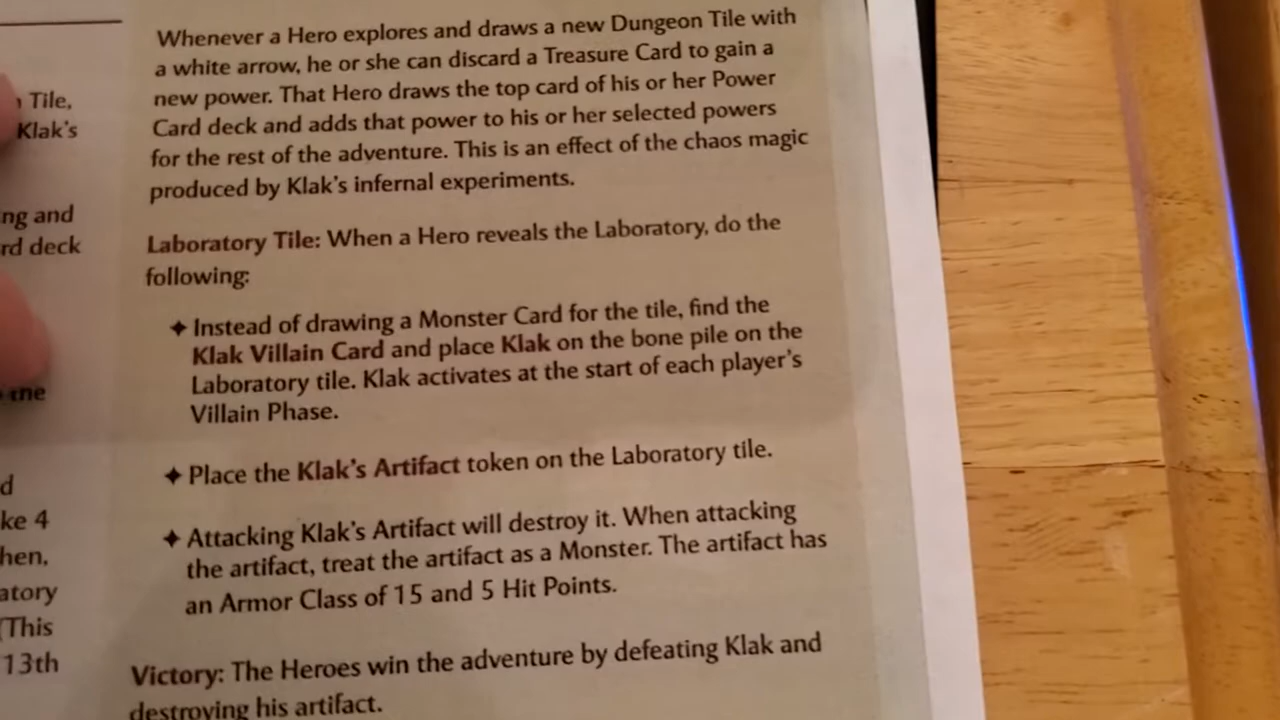 Tile,
Klak's
ng and
rd deck
the
d
ke 4
hen,
atory
(This
13th
Whenever a Hero explores and draws a new Dungeon Tile with
a white arrow, he or she can discard a Treasure Card to gain a
new power. That Hero draws the top card of his or her Power
Card deck and adds that power to his or her selected powers
for the rest of the adventure. This is an effect of the chaos magic
produced by Klak's infernal experiments.
Laboratory Tile: When a Hero reveals the Laboratory, do the
following:
✦ Instead of drawing a Monster Card for the tile, find the
Klak Villain Card and place Klak on the bone pile on the
Laboratory tile. Klak activates at the start of each player's
Villain Phase.
✦ Place the Klak's Artifact token on the Laboratory tile.
✦ Attacking Klak's Artifact will destroy it. When attacking
the artifact, treat the artifact as a Monster. The artifact has
an Armor Class of 15 and 5 Hit Points.
Victory: The Heroes win the adventure by defeating Klak and
destroying his artifact.